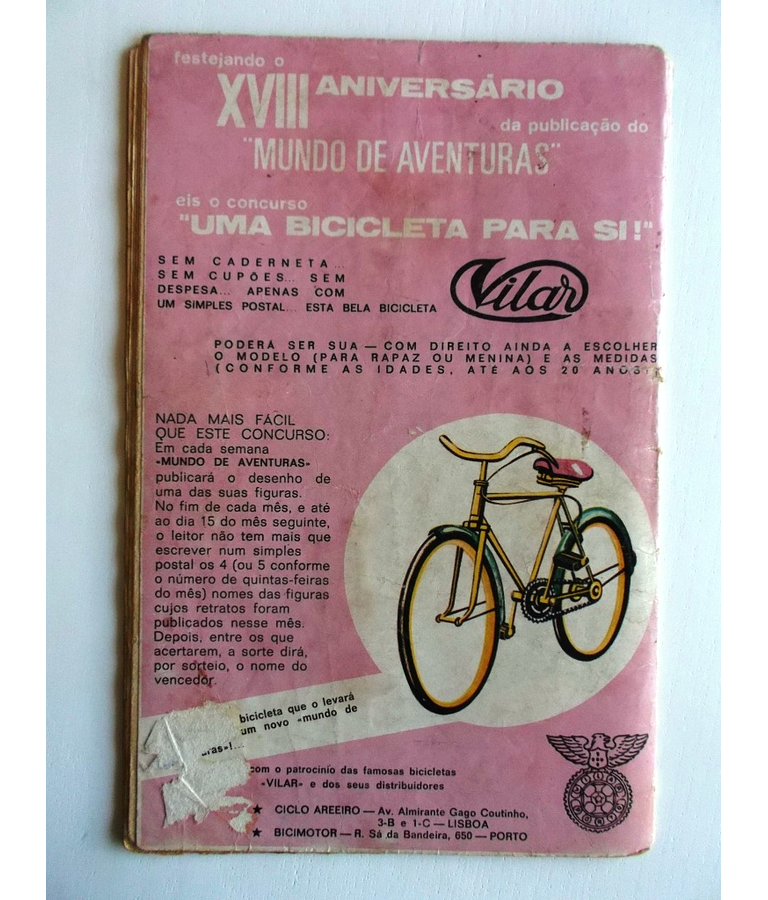 festejando o
XVIII ANIVERSÁRIO
da publicação do
"MUNDO DE AVENTURAS"
eis o concurso
"UMA BICICLETA PARA SI!"
SEM CADERNETA...
SEM CUPÕES... SEM
DESPESA... APENAS COM
UM SIMPLES POSTAL... ESTA BELA BICICLETA
Vilar
PODERÁ SER SUA — COM DIREITO AINDA A ESCOLHER
O MODELO (PARA RAPAZ OU MENINA) E AS MEDIDAS
(CONFORME AS IDADES, ATÉ AOS 20 ANOS
NADA MAIS FÁCIL
QUE ESTE CONCURSO:
Em cada semana
«MUNDO DE AVENTURAS»
publicará o desenho de
uma das suas figuras.
No fim de cada mês, e até
ao dia 15 do mês seguinte,
o leitor não tem mais que
escrever num simples
postal os 4 (ou 5 conforme
o número de quintas-feiras
do mês) nomes das figuras
cujos retratos foram
publicados nesse mês.
Depois, entre os que
acertarem, a sorte dirá,
por sorteio, o nome do
vencedor.
bicicleta que o levará
um novo «mundo de
uras»!...
com o patrocínio das famosas bicicletas
«VILAR» e dos seus distribuidores
★ CICLO AREEIRO — Av. Almirante Gago Coutinho,
3-B e 1-C — LISBOA
★ BICIMOTOR — R. Sá da Bandeira, 650 — PORTO